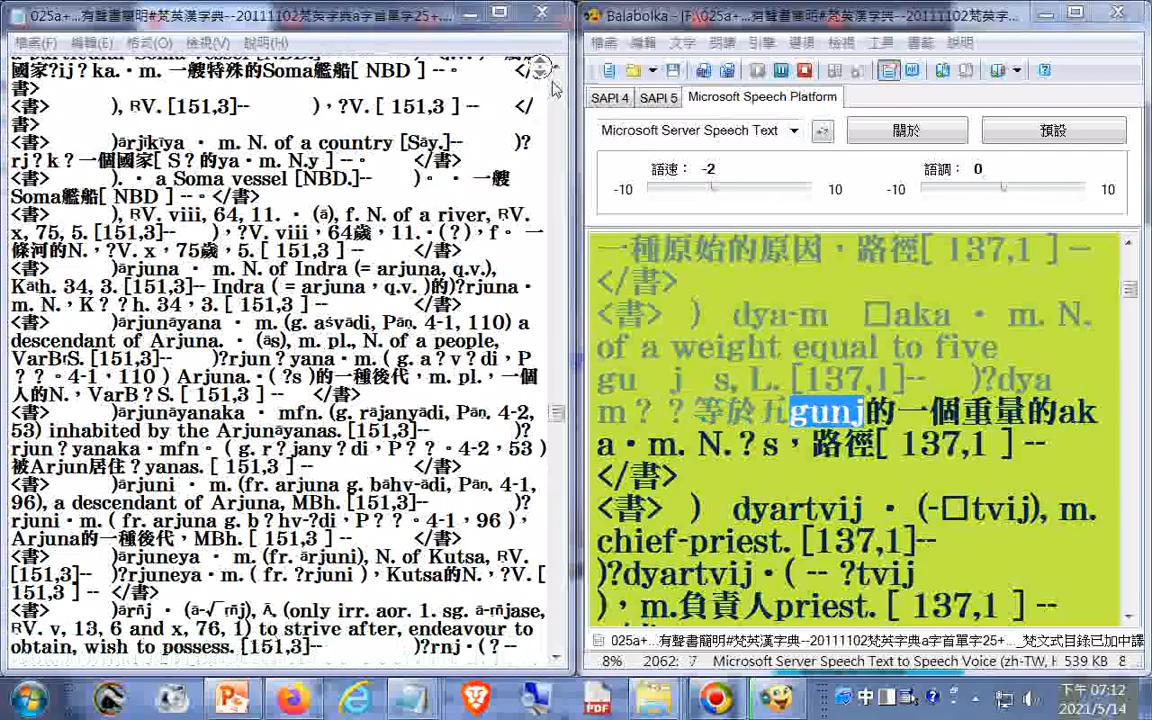 有聲書簡明#梵英漢字典--20111102梵英字典a字首單字25+...
檔案(F) 編輯(E) 格式(O) 檢視(V) 說明(H)
國家?ij?ka.‧m. 一艘特殊的Soma艦船[ NBD ] --。 </
書>
<書> ), RV. [151,3]-- ),?V. [ 151,3 ] -- </
書>
<書> )ārjīkīya ‧ m. N. of a country [Sāy.]-- )?
rj?k?一個國家[ S?的ya‧m. N.y ] --。 </書>
<書> ). ‧ a Soma vessel [NBD.]-- )。‧ 一艘
Soma艦船[ NBD ] --。</書>
<書> ), RV. viii, 64, 11. ‧ (ā), f. N. of a river, RV.
x, 75, 5. [151,3]-- ),?V. viii,64歲,11.‧(?),f。 一
條河的N.,?V. x,75歲,5. [ 151,3 ] -- </書>
<書> )ārjuna ‧ m. N. of Indra (= arjuna, q.v.),
Kāṭh. 34, 3. [151,3]-- Indra ( = arjuna,q.v. )的)?rjuna‧
m. N.,K??h. 34,3. [ 151,3 ] -- </書>
<書> )ārjunāyana ‧ m. (g. aśvādi, Pāṇ. 4-1, 110) a
descendant of Arjuna. ‧ (ās), m. pl., N. of a people,
VarBṛS. [151,3]-- )?rjun?yana‧m. ( g. a?v?di,P
??。4-1,110 ) Arjuna.‧( ?s )的一種後代,m. pl.,一個
人的N.,VarB?S. [ 151,3 ] -- </書>
<書> )ārjunāyanaka ‧ mfn. (g. rājanyādi, Pāṇ. 4-2,
53) inhabited by the Arjunāyanas. [151,3]-- )?
rjun?yanaka‧mfn。( g. r?jany?di,P??。4-2,53 )
被Arjun居住?yanas. [ 151,3 ] -- </書>
<書> )ārjuni ‧ m. (fr. arjuna g. bāhv-ādi, Pāṇ. 4-1,
96), a descendant of Arjuna, MBh. [151,3]-- )?
rjuni‧m. ( fr. arjuna g. b?hv-?di,P??。4-1,96 ),
Arjuna的一種後代,MBh. [ 151,3 ] -- </書>
<書> )ārjuneya ‧ m. (fr. ārjuni), N. of Kutsa, RV.
[151,3]-- )?rjuneya‧m. ( fr. ?rjuni ),Kutsa的N.,?V. [
151,3 ] -- </書>
<書> )ārñj ‧ (ā-√ṛñj), Ā. (only irr. aor. 1. sg. ā-ṛñjase,
RV. v, 13, 6 and x, 76, 1) to strive after, endeavour to
obtain, wish to possess. [151,3]-- )?rnj‧(?--
Balabolka - [F:\025a+...有聲書簡明#梵英漢字典--20111102梵英字...
檔案 編輯 文字 朗讀 引擎 選項 檢視 工具 書籤 說明
SAPI 4 SAPI 5 Microsoft Speech Platform
Microsoft Server Speech Text 關於 預設
語速: -2 語調: 0
-10 10 -10 10
一種原始的原因,路徑[ 137,1 ] --
</書>
<書> ) dya-m □aka ‧ m. N.
of a weight equal to five
gu j s, L. [137,1]-- )?dya
m??等於五gunj的一個重量的ak
a‧m. N.?s,路徑[ 137,1 ] --
</書>
<書> ) dyartvij ‧ (-□tvij), m.
chief-priest. [137,1]--
)?dyartvij‧( -- ?tvij
),m.負責人priest. [ 137,1 ] --
025a+...有聲書簡明#梵英漢字典--20111102梵英字典a字首單字25+..._梵文式目錄已加中譯
8% 2062: 7 Microsoft Server Speech Text to Speech Voice (zh-TW, H 539 KB 8
中
下午 07:12
2021/5/14